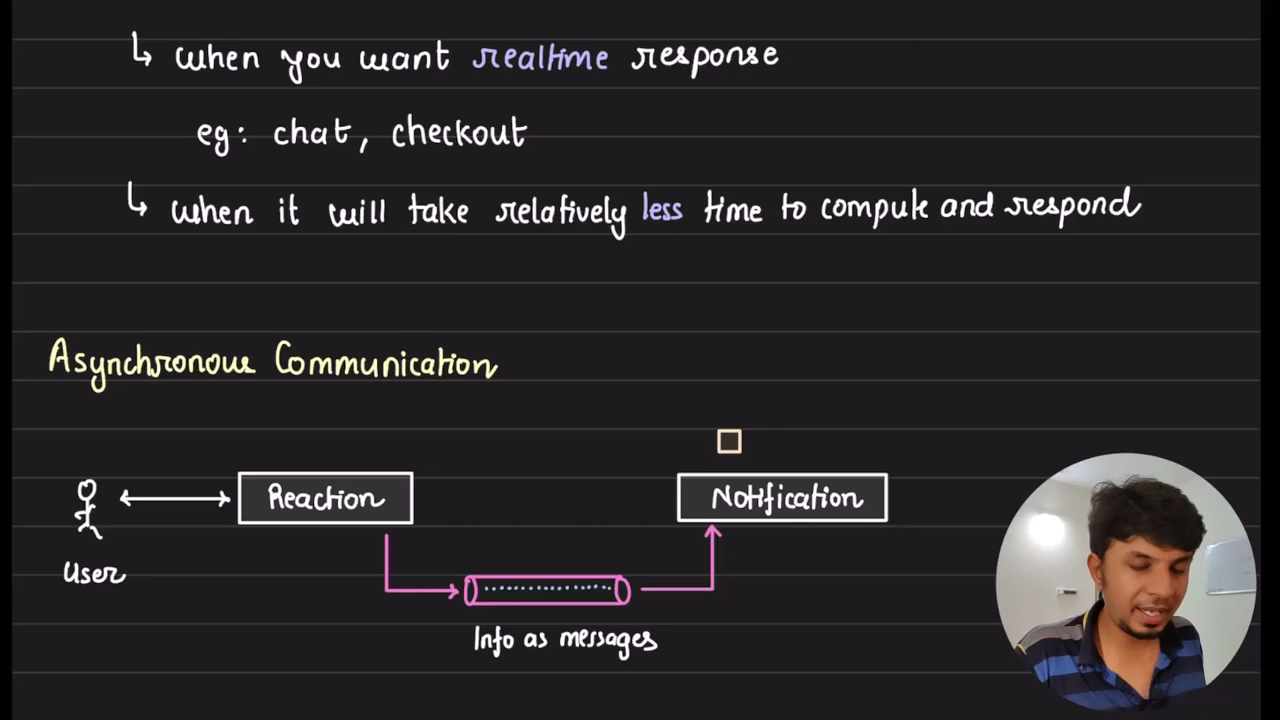 ↳ when you want realtime response
eg: chat, checkout
↳ when it will take relatively less time to compute and respond
Asynchronous Communication
Reaction
Notification
User
Info as messages